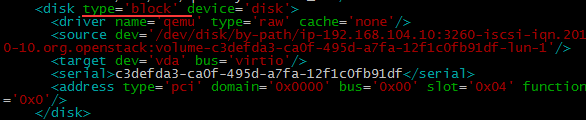 <disk type='block' device='disk'>
<driver name='qemu' type='raw' cache='none'/>
<source dev='/dev/disk/by-path/ip-192.168.104.10:3260-iscsi-iqn.201
0-10.org.openstack:volume-c3defda3-ca0f-495d-a7fa-12f1c0fb91df-lun-1'/>
<target dev='vda' bus='virtio'/>
<serial>c3defda3-ca0f-495d-a7fa-12f1c0fb91df</serial>
<address type='pci' domain='0x0000' bus='0x00' slot='0x04' function
='0x0'/>
</disk>